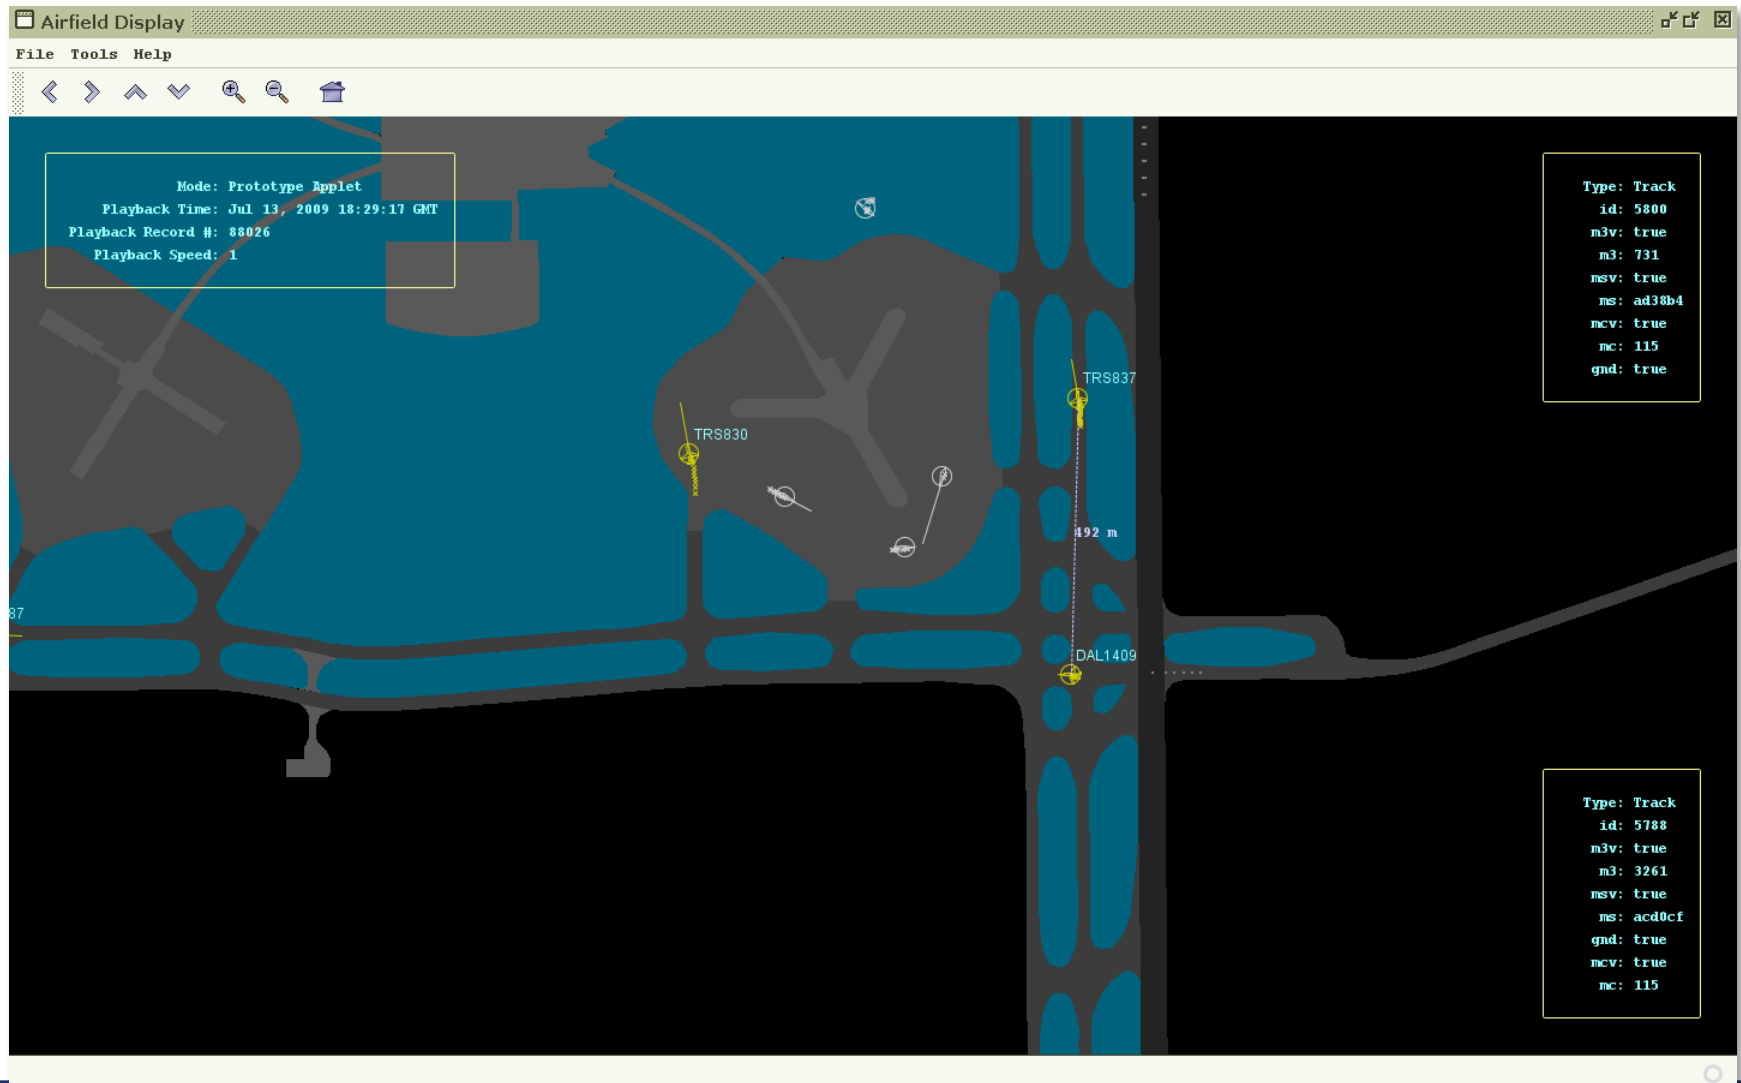 Airfield Display
File Tools Help
Mode: Prototype Applet
Playback Time: Jul 13, 2009 18:29:17 GMT
Playback Record #: 88026
Playback Speed: 1
Type: Track
id: 5800
m3v: true
m3: 731
msv: true
ms: ad38b4
mcv: true
mc: 115
gnd: true
TRS837
TRS830
492 m
87
DAL1409
Type: Track
id: 5788
m3v: true
m3: 3261
msv: true
ms: acd0cf
gnd: true
mcv: true
mc: 115